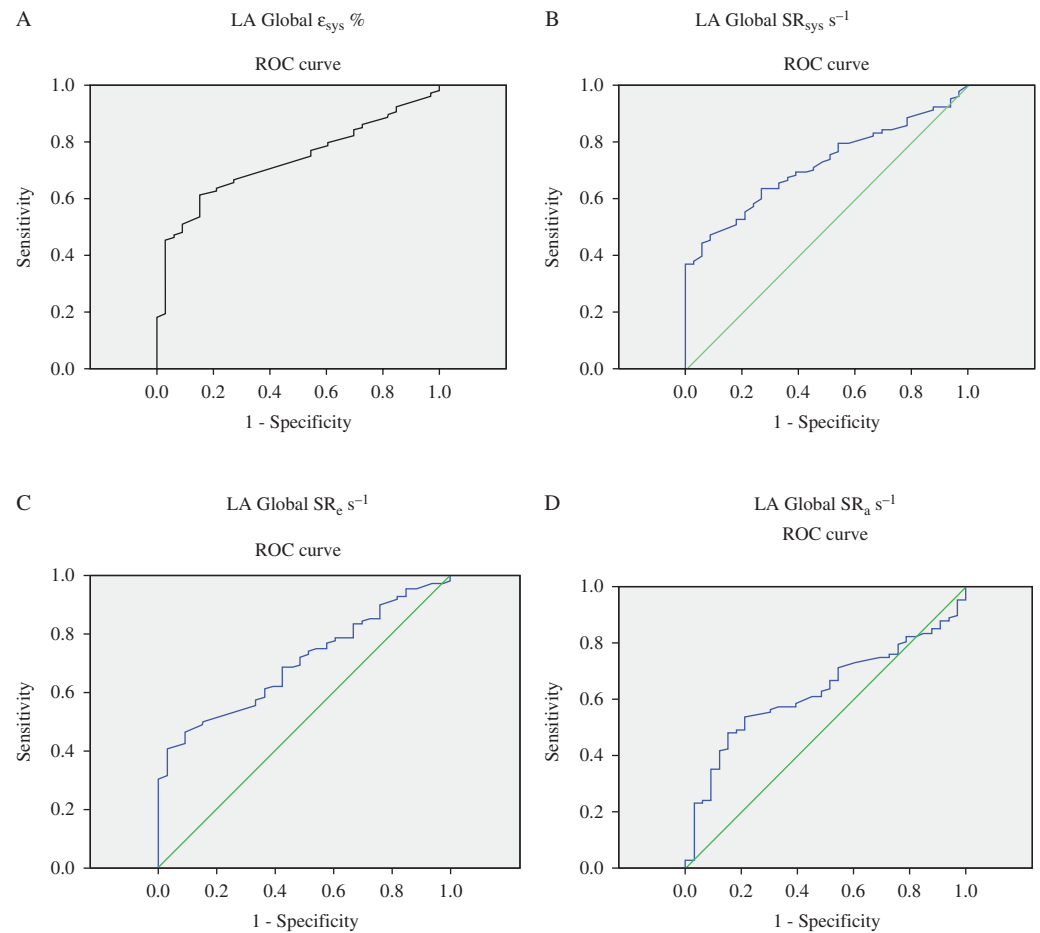 A
LA Global εsys %
ROC curve
1.0
0.8
0.6
0.4
0.2
0.0
Sensitivity
0.0 0.2 0.4 0.6 0.8 1.0
1 - Specificity
B
LA Global SRsys s–1
ROC curve
1.0
0.8
0.6
0.4
0.2
0.0
Sensitivity
0.0 0.2 0.4 0.6 0.8 1.0
1 - Specificity
C
LA Global SRe s–1
ROC curve
1.0
0.8
0.6
0.4
0.2
0.0
Sensitivity
0.0 0.2 0.4 0.6 0.8 1.0
1 - Specificity
D
LA Global SRa s–1
ROC curve
1.0
0.8
0.6
0.4
0.2
0.0
Sensitivity
0.0 0.2 0.4 0.6 0.8 1.0
1 - Specificity